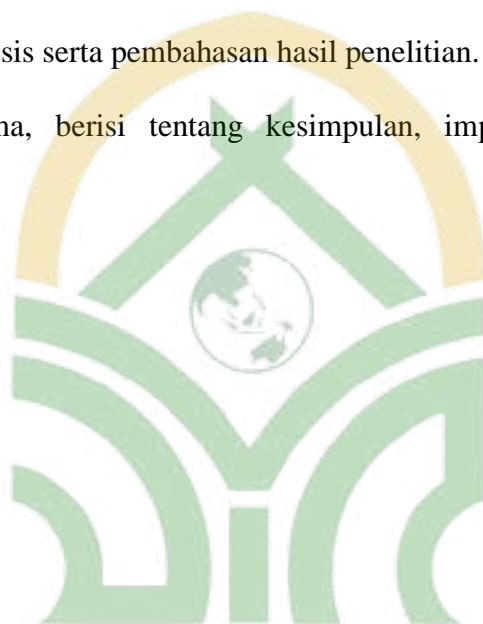 sis serta pembahasan hasil penelitian.
na, berisi tentang kesimpulan, imp